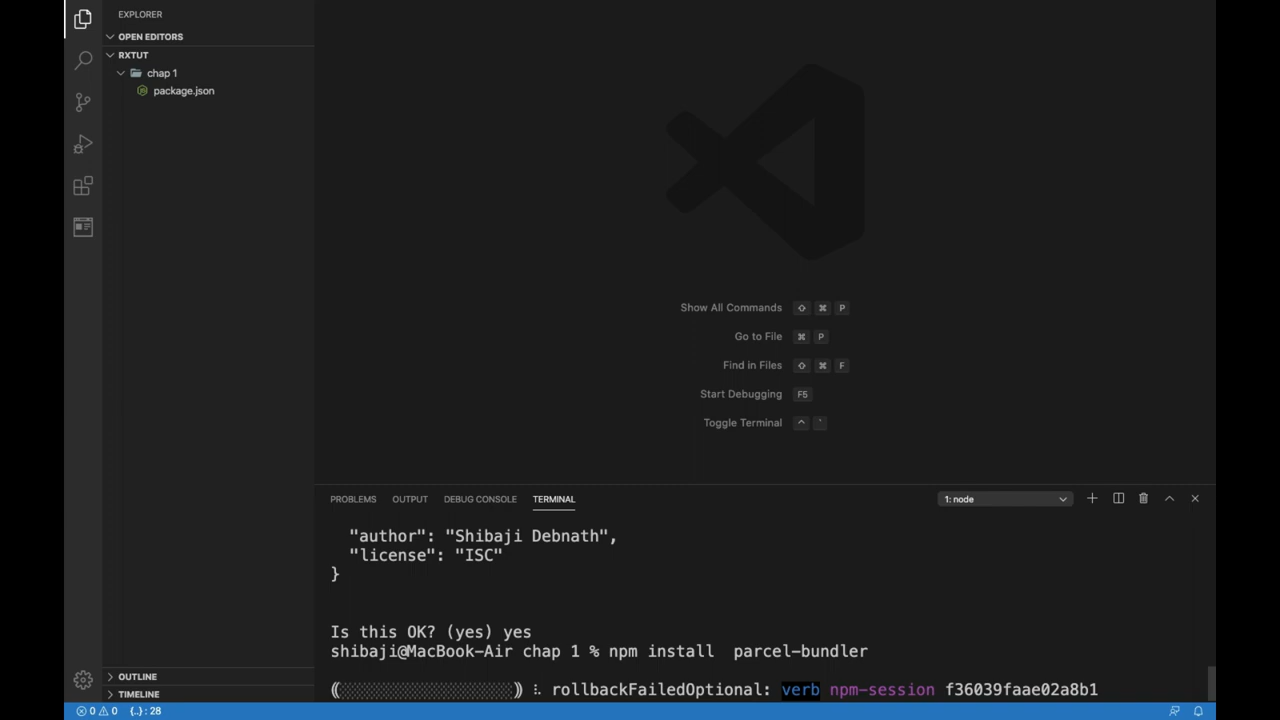 EXPLORER
OPEN EDITORS
RXTUT
chap 1
package.json
Show All Commands ⇧ ⌘ P
Go to File ⌘ P
Find in Files ⇧ ⌘ F
Start Debugging F5
Toggle Terminal ^ `
PROBLEMS OUTPUT DEBUG CONSOLE TERMINAL 1: node
"author": "Shibaji Debnath",
"license": "ISC"
}
Is this OK? (yes) yes
shibaji@MacBook-Air chap 1 % npm install  parcel-bundler
rollbackFailedOptional: verb npm-session f36039faae02a8b1
OUTLINE
TIMELINE
0 0 {..} : 28